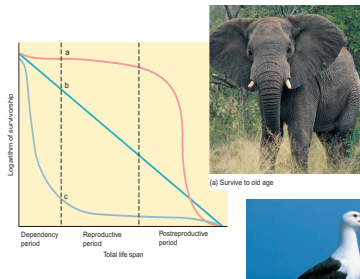 Logarithm of survivorship
a
b
c
Dependency
period
Reproductive
period
Postreproductive
period
Total life span
(a) Survive to old age